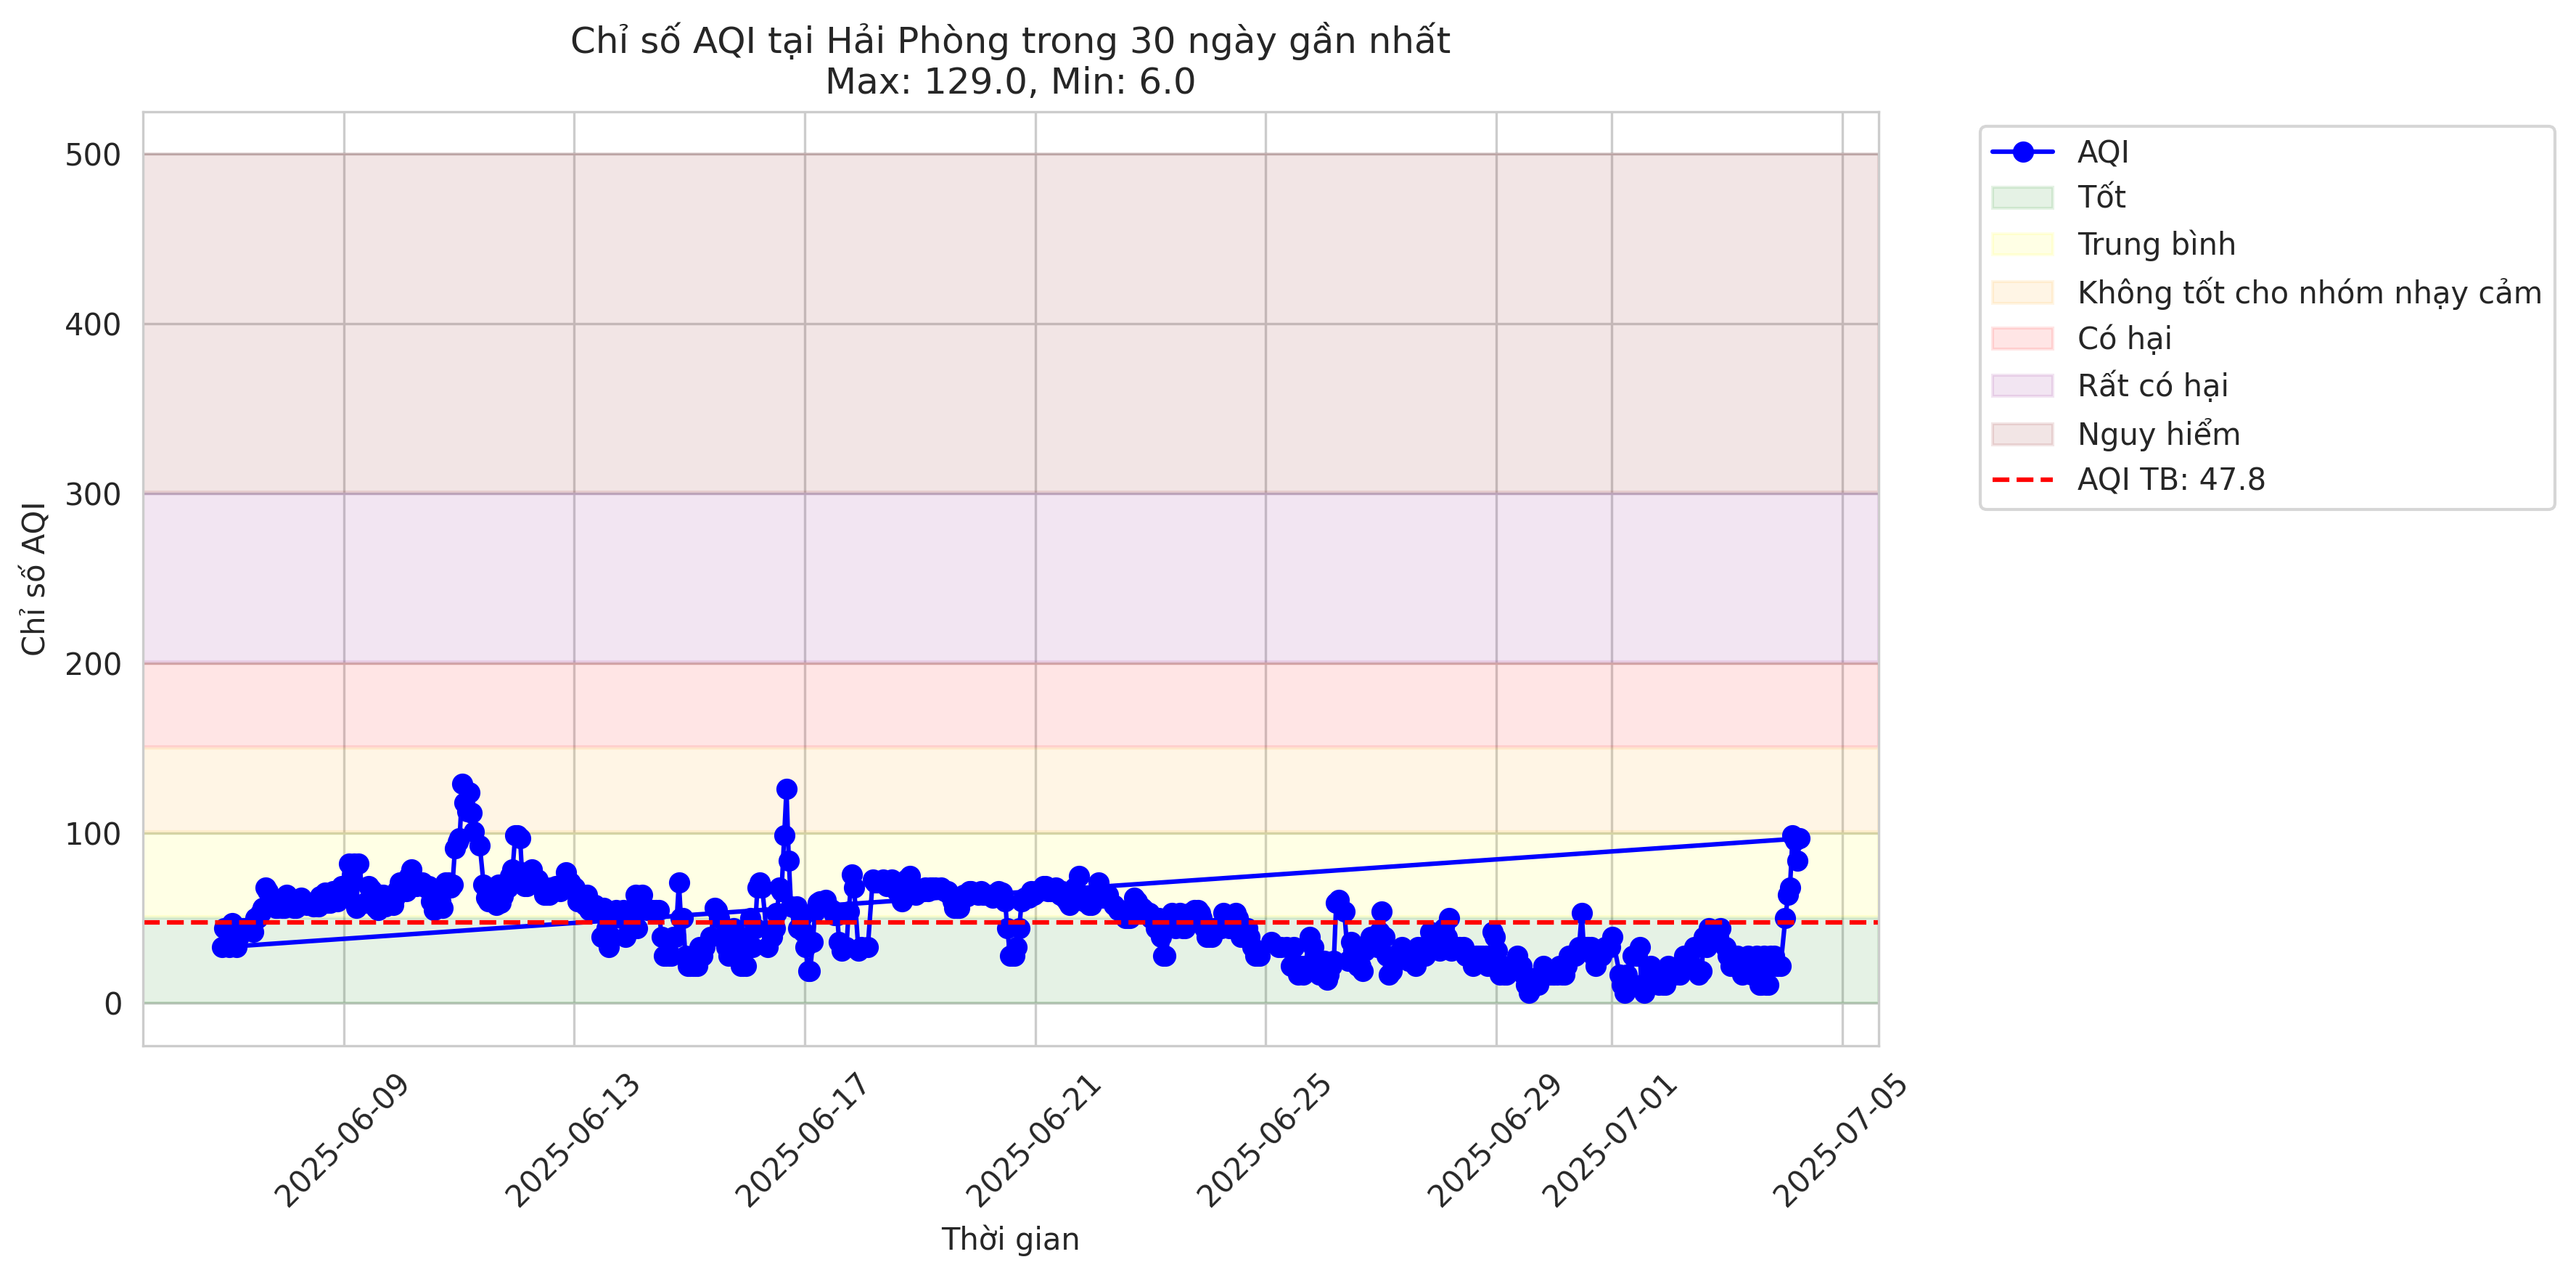 Chỉ số AQI tại Hải Phòng trong 30 ngày gần nhất
Max: 129.0, Min: 6.0
Chỉ số AQI
500
400
300
200
100
0
2025-06-09
2025-06-13
2025-06-17
2025-06-21
2025-06-25
2025-06-29
2025-07-01
2025-07-05
Thời gian
AQI
Tốt
Trung bình
Không tốt cho nhóm nhạy cảm
Có hại
Rất có hại
Nguy hiểm
AQI TB: 47.8